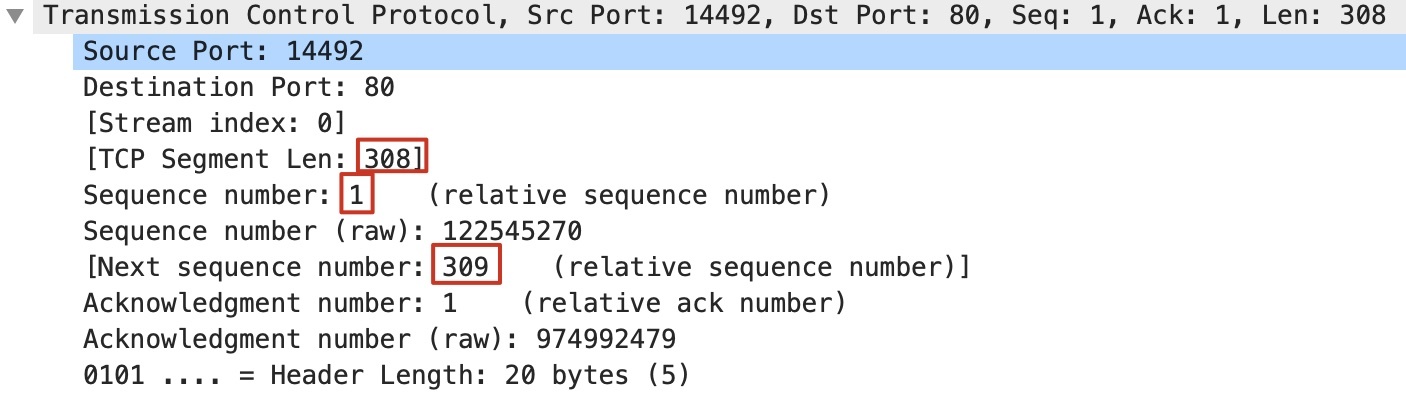 Transmission Control Protocol, Src Port: 14492, Dst Port: 80, Seq: 1, Ack: 1, Len: 308
Source Port: 14492
Destination Port: 80
[Stream index: 0]
[TCP Segment Len: 308]
Sequence number: 1    (relative sequence number)
Sequence number (raw): 122545270
[Next sequence number: 309    (relative sequence number)]
Acknowledgment number: 1    (relative ack number)
Acknowledgment number (raw): 974992479
0101 .... = Header Length: 20 bytes (5)